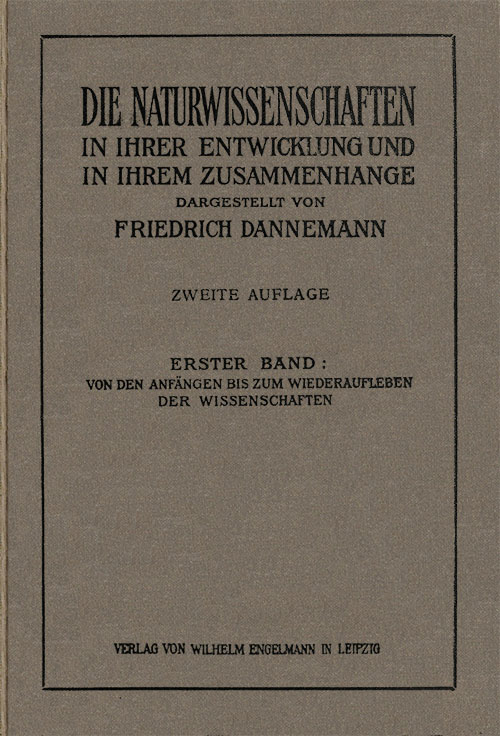 DIE NATURWISSENSCHAFTEN
IN IHRER ENTWICKLUNG UND
IN IHREM ZUSAMMENHANGE
DARGESTELLT VON
FRIEDRICH DANNEMANN
ZWEITE AUFLAGE
ERSTER BAND:
VON DEN ANFÄNGEN BIS ZUM WIEDERAUFLEBEN
DER WISSENSCHAFTEN
VERLAG VON WILHELM ENGELMANN IN LEIPZIG